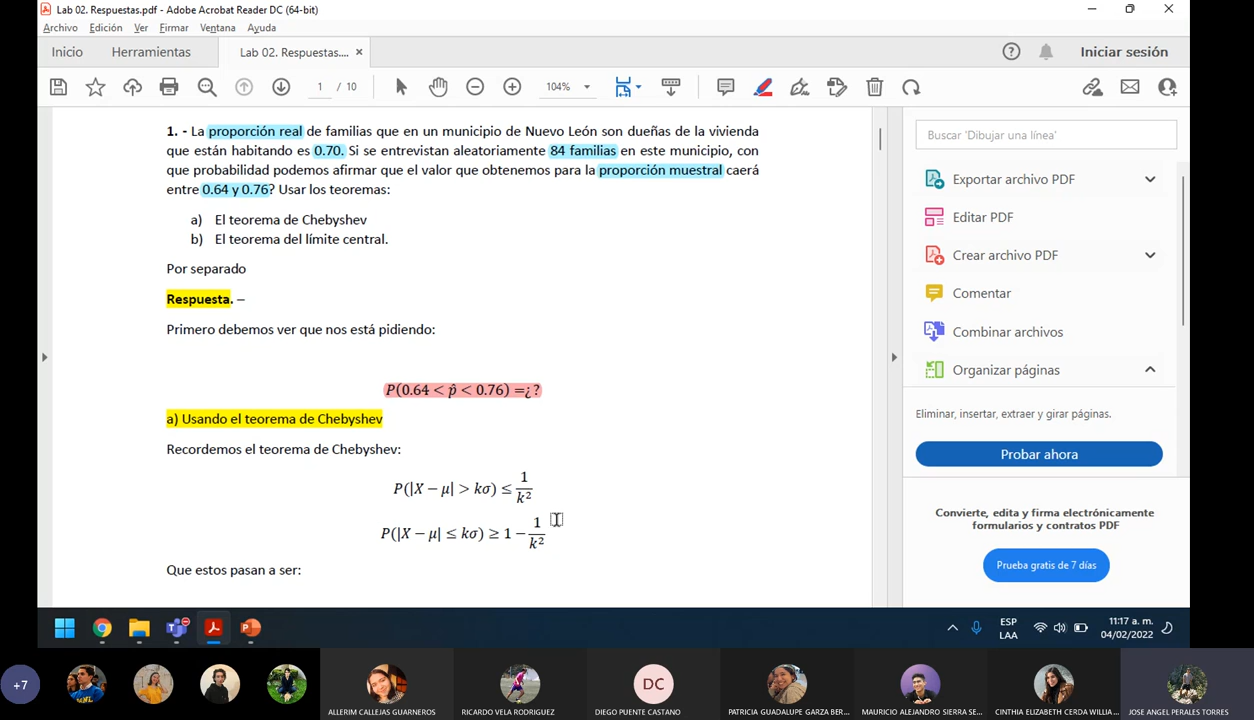 Lab 02. Respuestas.pdf - Adobe Acrobat Reader DC (64-bit)
Archivo Edición Ver Firmar Ventana Ayuda
Inicio Herramientas Lab 02. Respuestas.... × Iniciar sesión
1 / 10 104%
1. - La proporción real de familias que en un municipio de Nuevo León son dueñas de la vivienda
que están habitando es 0.70. Si se entrevistan aleatoriamente 84 familias en este municipio, con
que probabilidad podemos afirmar que el valor que obtenemos para la proporción muestral caerá
entre 0.64 y 0.76? Usar los teoremas:
a) El teorema de Chebyshev
b) El teorema del límite central.
Por separado
Respuesta. –
Primero debemos ver que nos está pidiendo:
P(0.64 < p̂ < 0.76) =¿ ?
a) Usando el teorema de Chebyshev
Recordemos el teorema de Chebyshev:
P(|X − μ| > kσ) ≤ 1/k²
P(|X − μ| ≤ kσ) ≥ 1 − 1/k²
Que estos pasan a ser:
Buscar 'Dibujar una línea'
Exportar archivo PDF
Editar PDF
Crear archivo PDF
Comentar
Combinar archivos
Organizar páginas
Eliminar, insertar, extraer y girar páginas.
Probar ahora
Convierte, edita y firma electrónicamente
formularios y contratos PDF
Prueba gratis de 7 días
ESP
LAA
11:17 a. m.
04/02/2022
+7
DC
ALLERIM CALLEJAS GUARNEROS
RICARDO VELA RODRIGUEZ
DIEGO PUENTE CASTANO
PATRICIA GUADALUPE GARZA BER...
MAURICIO ALEJANDRO SIERRA SE...
CINTHIA ELIZABETH CERDA WILLIA...
JOSE ANGEL PERALES TORRES